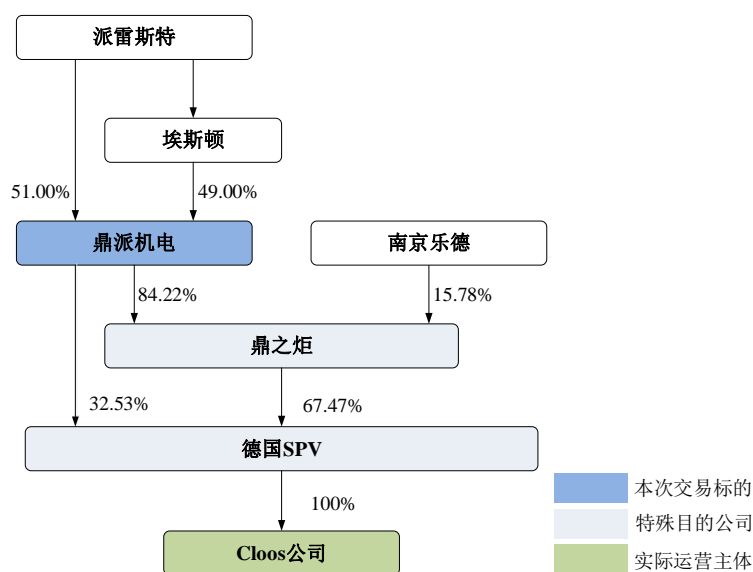 派雷斯特
埃斯顿
51.00%
49.00%
鼎派机电
南京乐德
84.22%
15.78%
鼎之炬
32.53%
67.47%
德国SPV
100%
Cloos公司
本次交易标的
特殊目的公司
实际运营主体